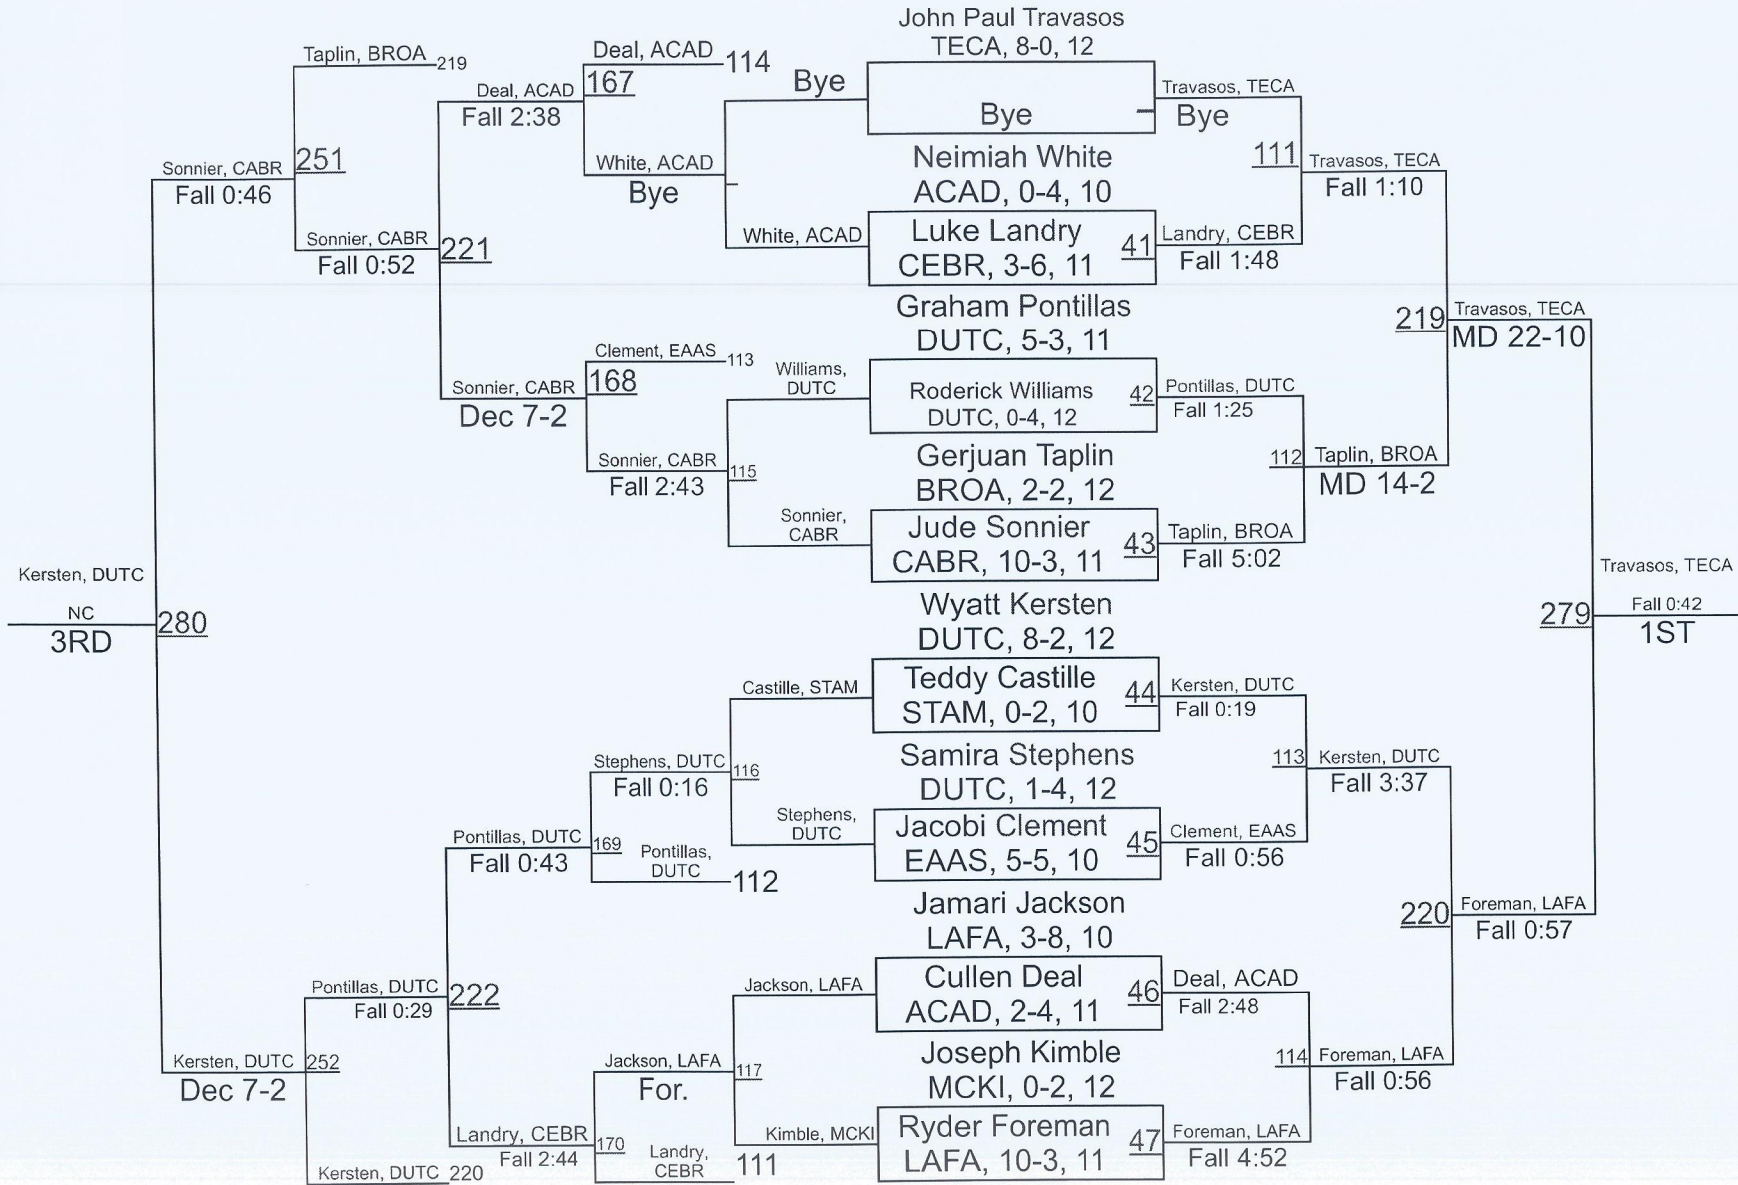 John Paul Travasos
TECA, 8-0, 12
Bye
Neimiah White
ACAD, 0-4, 10
Luke Landry
CEBR, 3-6, 11
41
Graham Pontillas
DUTC, 5-3, 11
Roderick Williams
DUTC, 0-4, 12
42
Gerjuan Taplin
BROA, 2-2, 12
Jude Sonnier
CABR, 10-3, 11
43
Wyatt Kersten
DUTC, 8-2, 12
Teddy Castille
STAM, 0-2, 10
44
Samira Stephens
DUTC, 1-4, 12
Jacobi Clement
EAAS, 5-5, 10
45
Jamari Jackson
LAFA, 3-8, 10
Cullen Deal
ACAD, 2-4, 11
46
Joseph Kimble
MCKI, 0-2, 12
Ryder Foreman
LAFA, 10-3, 11
47
Travasos, TECA
Bye
111
Landry, CEBR
Fall 1:48
Pontillas, DUTC
Fall 1:25
112
Taplin, BROA
Fall 5:02
Kersten, DUTC
Fall 0:19
113
Clement, EAAS
Fall 0:56
Deal, ACAD
Fall 2:48
114
Foreman, LAFA
Fall 4:52
Travasos, TECA
Fall 1:10
219
Taplin, BROA
MD 14-2
Kersten, DUTC
Fall 3:37
220
Foreman, LAFA
Fall 0:56
Travasos, TECA
MD 22-10
279
Foreman, LAFA
Fall 0:57
Travasos, TECA
Fall 0:42
1ST
Bye
White, ACAD
Williams,
DUTC
115
Sonnier,
CABR
Castille, STAM
116
Stephens,
DUTC
Jackson, LAFA
117
Kimble, MCKI
Deal, ACAD
114
167
White, ACAD
Bye
Clement, EAAS
113
168
Sonnier, CABR
Fall 2:43
Stephens, DUTC
Fall 0:16
169
Pontillas,
DUTC
112
Jackson, LAFA
For.
170
Landry,
CEBR
111
Deal, ACAD
Fall 2:38
221
Sonnier, CABR
Dec 7-2
Pontillas, DUTC
Fall 0:43
222
Landry, CEBR
Fall 2:44
Taplin, BROA
219
251
Sonnier, CABR
Fall 0:52
Pontillas, DUTC
Fall 0:29
252
Kersten, DUTC
220
Sonnier, CABR
Fall 0:46
280
Kersten, DUTC
Dec 7-2
Kersten, DUTC
NC
3RD